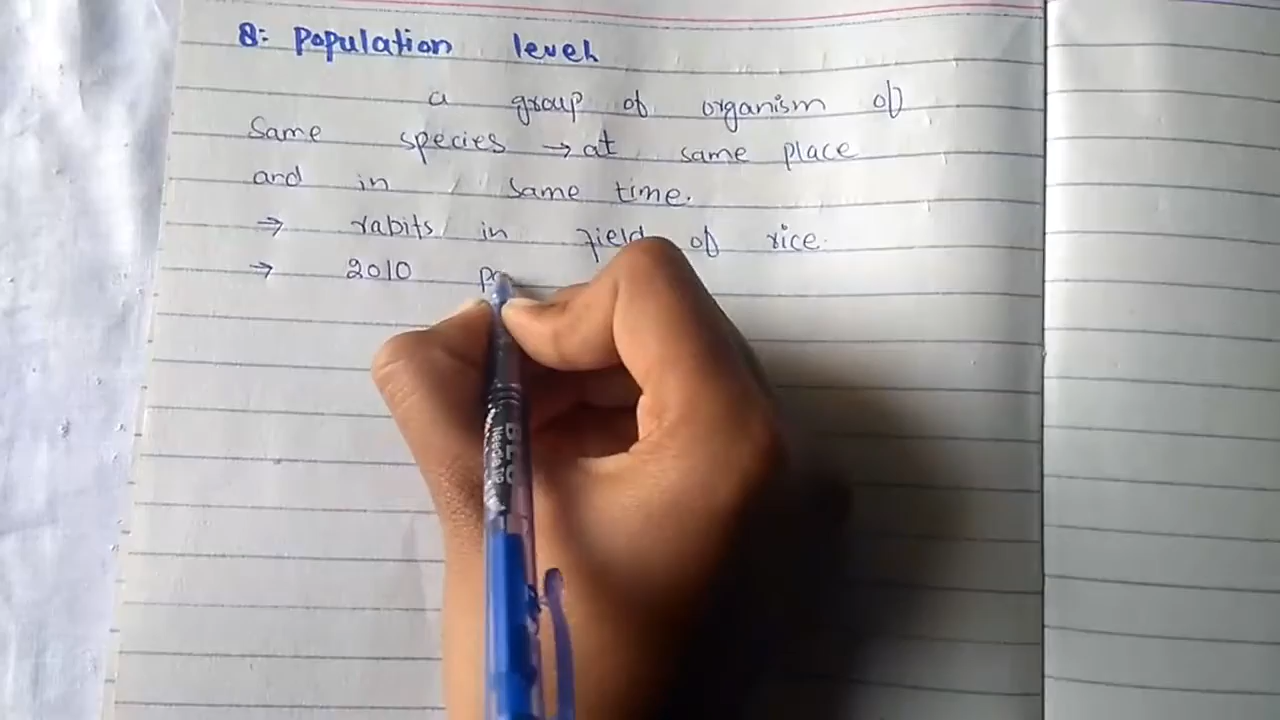 8: Population level
a group of organism of
Same species → at same place
and in same time.
⇒ rabits in field of rice.
→ 2010 po